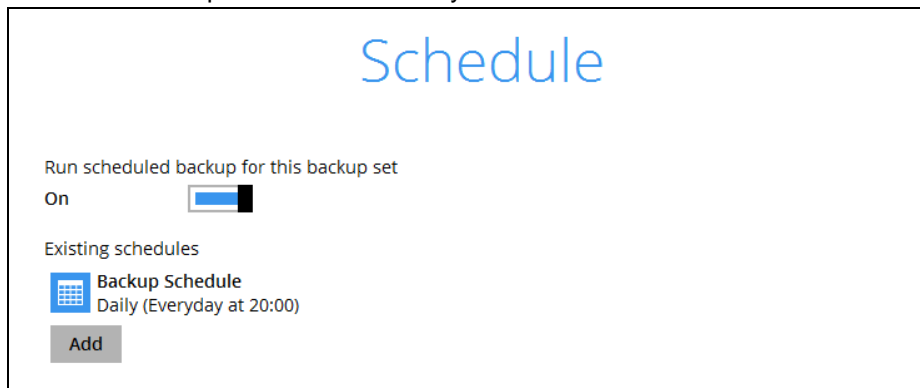 Schedule
Run scheduled backup for this backup set
On
Existing schedules
Backup Schedule
Daily (Everyday at 20:00)
Add